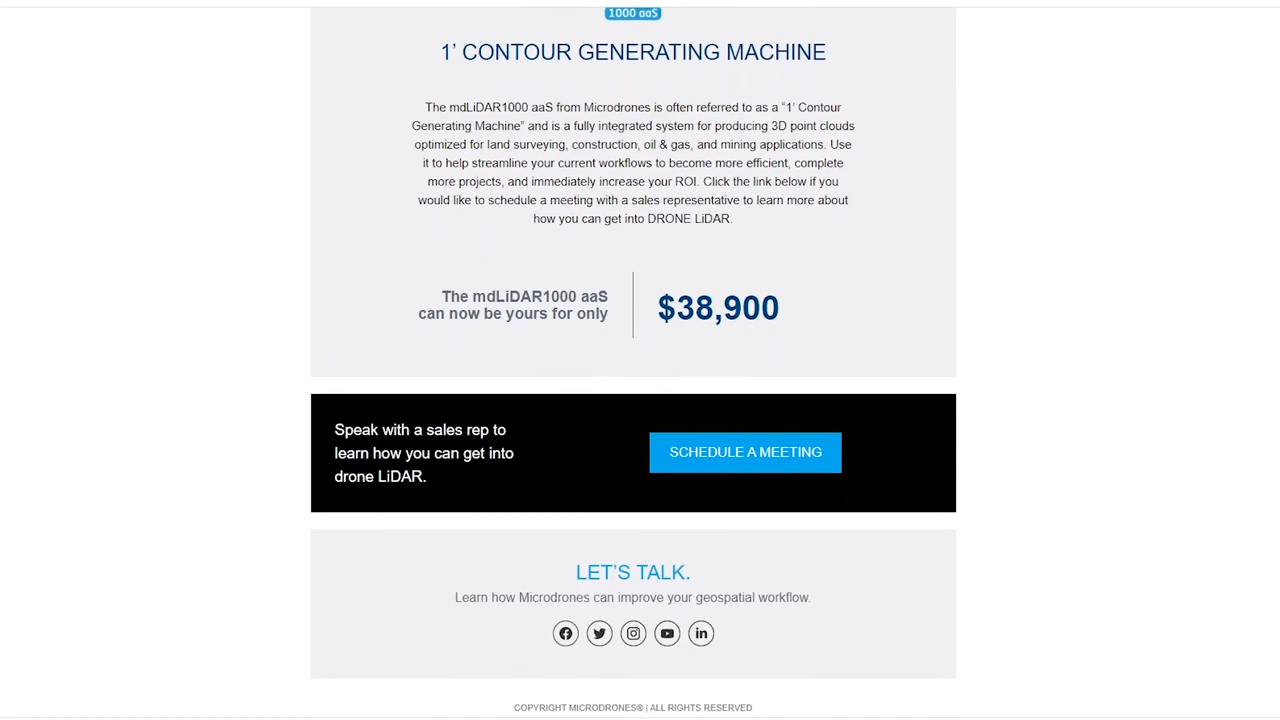 1000 aaS
1’ CONTOUR GENERATING MACHINE
The mdLiDAR1000 aaS from Microdrones is often referred to as a “1’ Contour
Generating Machine” and is a fully integrated system for producing 3D point clouds
optimized for land surveying, construction, oil & gas, and mining applications. Use
it to help streamline your current workflows to become more efficient, complete
more projects, and immediately increase your ROI. Click the link below if you
would like to schedule a meeting with a sales representative to learn more about
how you can get into DRONE LiDAR.
The mdLiDAR1000 aaS
can now be yours for only
$38,900
Speak with a sales rep to
learn how you can get into
drone LiDAR.
SCHEDULE A MEETING
LET’S TALK.
Learn how Microdrones can improve your geospatial workflow.
COPYRIGHT MICRODRONES® | ALL RIGHTS RESERVED